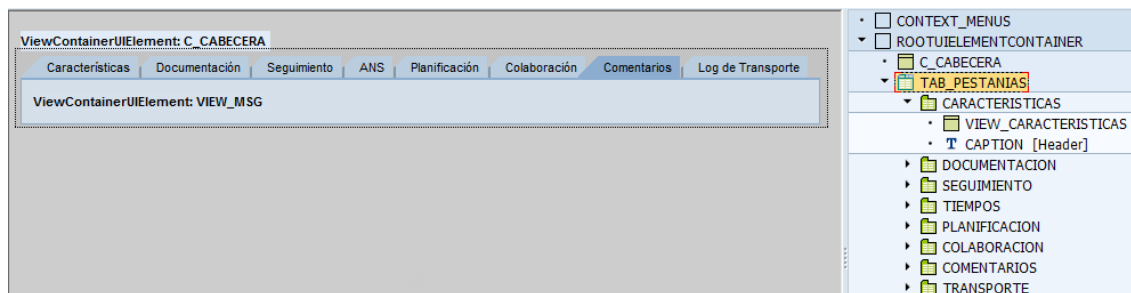 ViewContainerUIElement: C_CABECERA
Características Documentación Seguimiento ANS Planificación Colaboración Comentarios Log de Transporte
ViewContainerUIElement: VIEW_MSG
CONTEXT_MENUS
ROOTUIELEMENTCONTAINER
C_CABECERA
TAB_PESTANIAS
CARACTERISTICAS
VIEW_CARACTERISTICAS
T CAPTION [Header]
DOCUMENTACION
SEGUIMIENTO
TIEMPOS
PLANIFICACION
COLABORACION
COMENTARIOS
TRANSPORTE